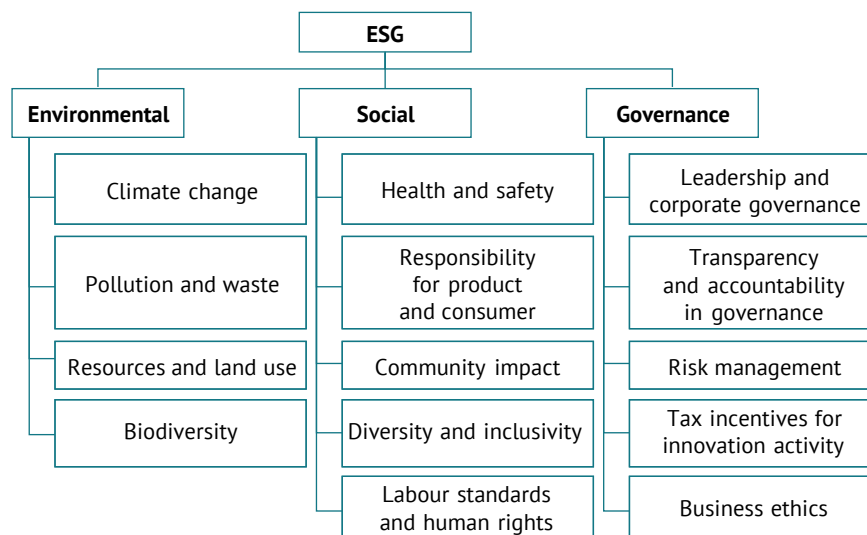 ESG
Environmental
Social
Governance
Climate change
Pollution and waste
Resources and land use
Biodiversity
Health and safety
Responsibility
for product
and consumer
Community impact
Diversity and inclusivity
Labour standards
and human rights
Leadership and
corporate governance
Transparency
and accountability
in governance
Risk management
Tax incentives for
innovation activity
Business ethics